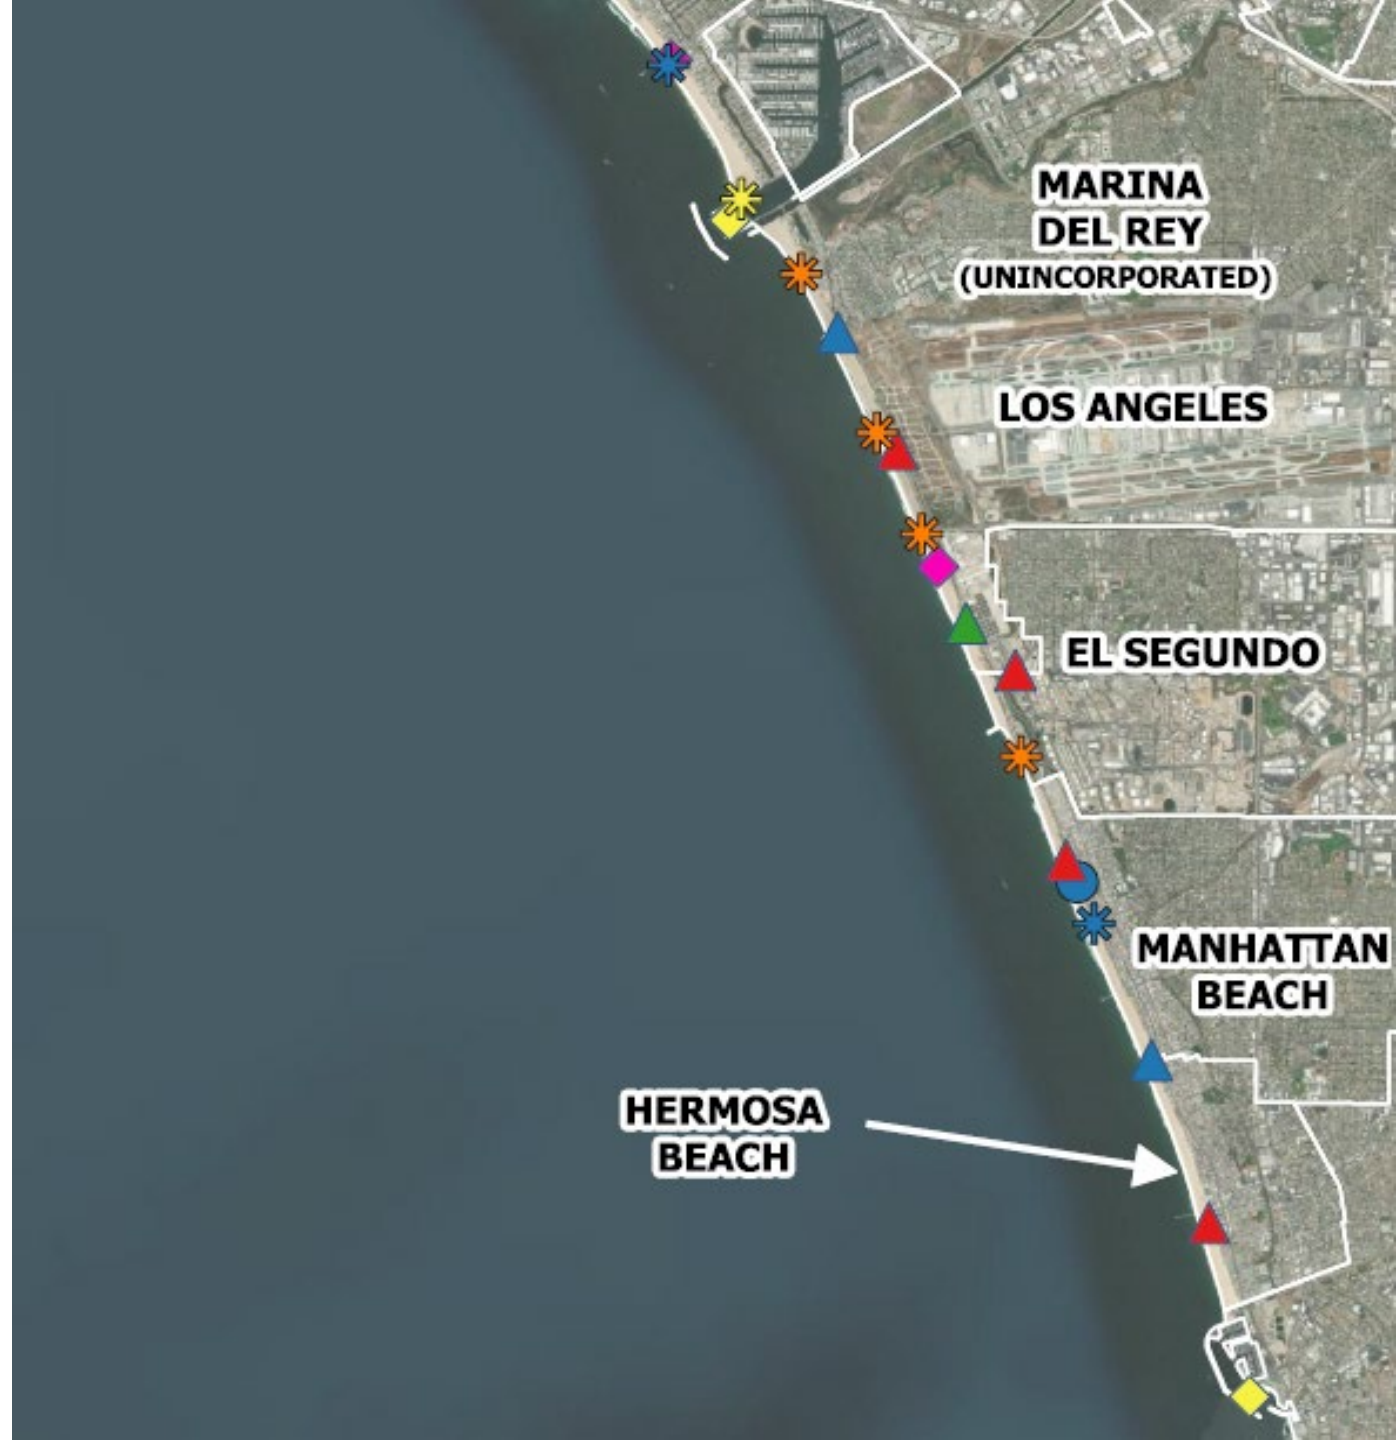 MARINA
DEL REY
(UNINCORPORATED)
LOS ANGELES
EL SEGUNDO
MANHATTAN
BEACH
HERMOSA
BEACH